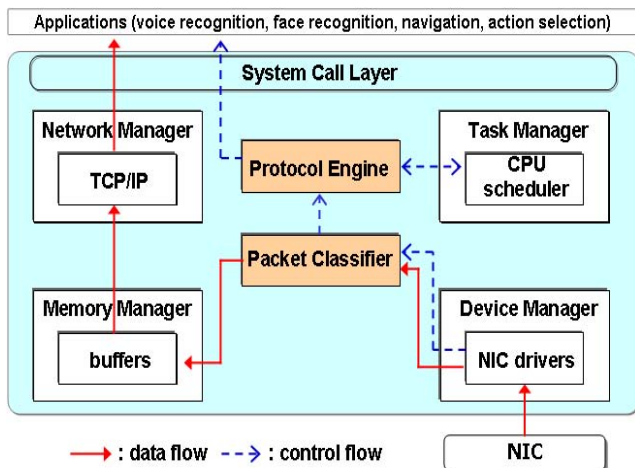 Applications (voice recognition, face recognition, navigation, action selection)
System Call Layer
Network Manager
TCP/IP
Protocol Engine
Task Manager
CPU
scheduler
Packet Classifier
Memory Manager
buffers
Device Manager
NIC drivers
: data flow
: control flow
NIC